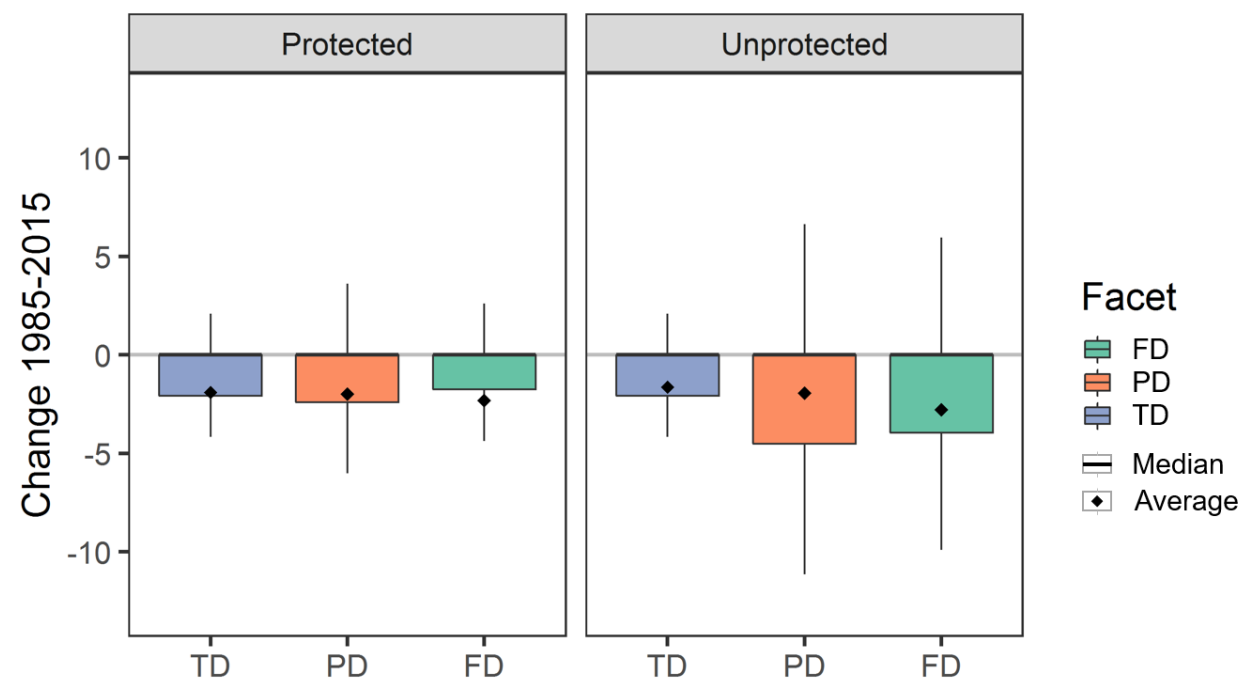 Protected
Unprotected
Change 1985-2015
10
5
0
-5
-10
TD
PD
FD
TD
PD
FD
Facet
FD
PD
TD
Median
Average